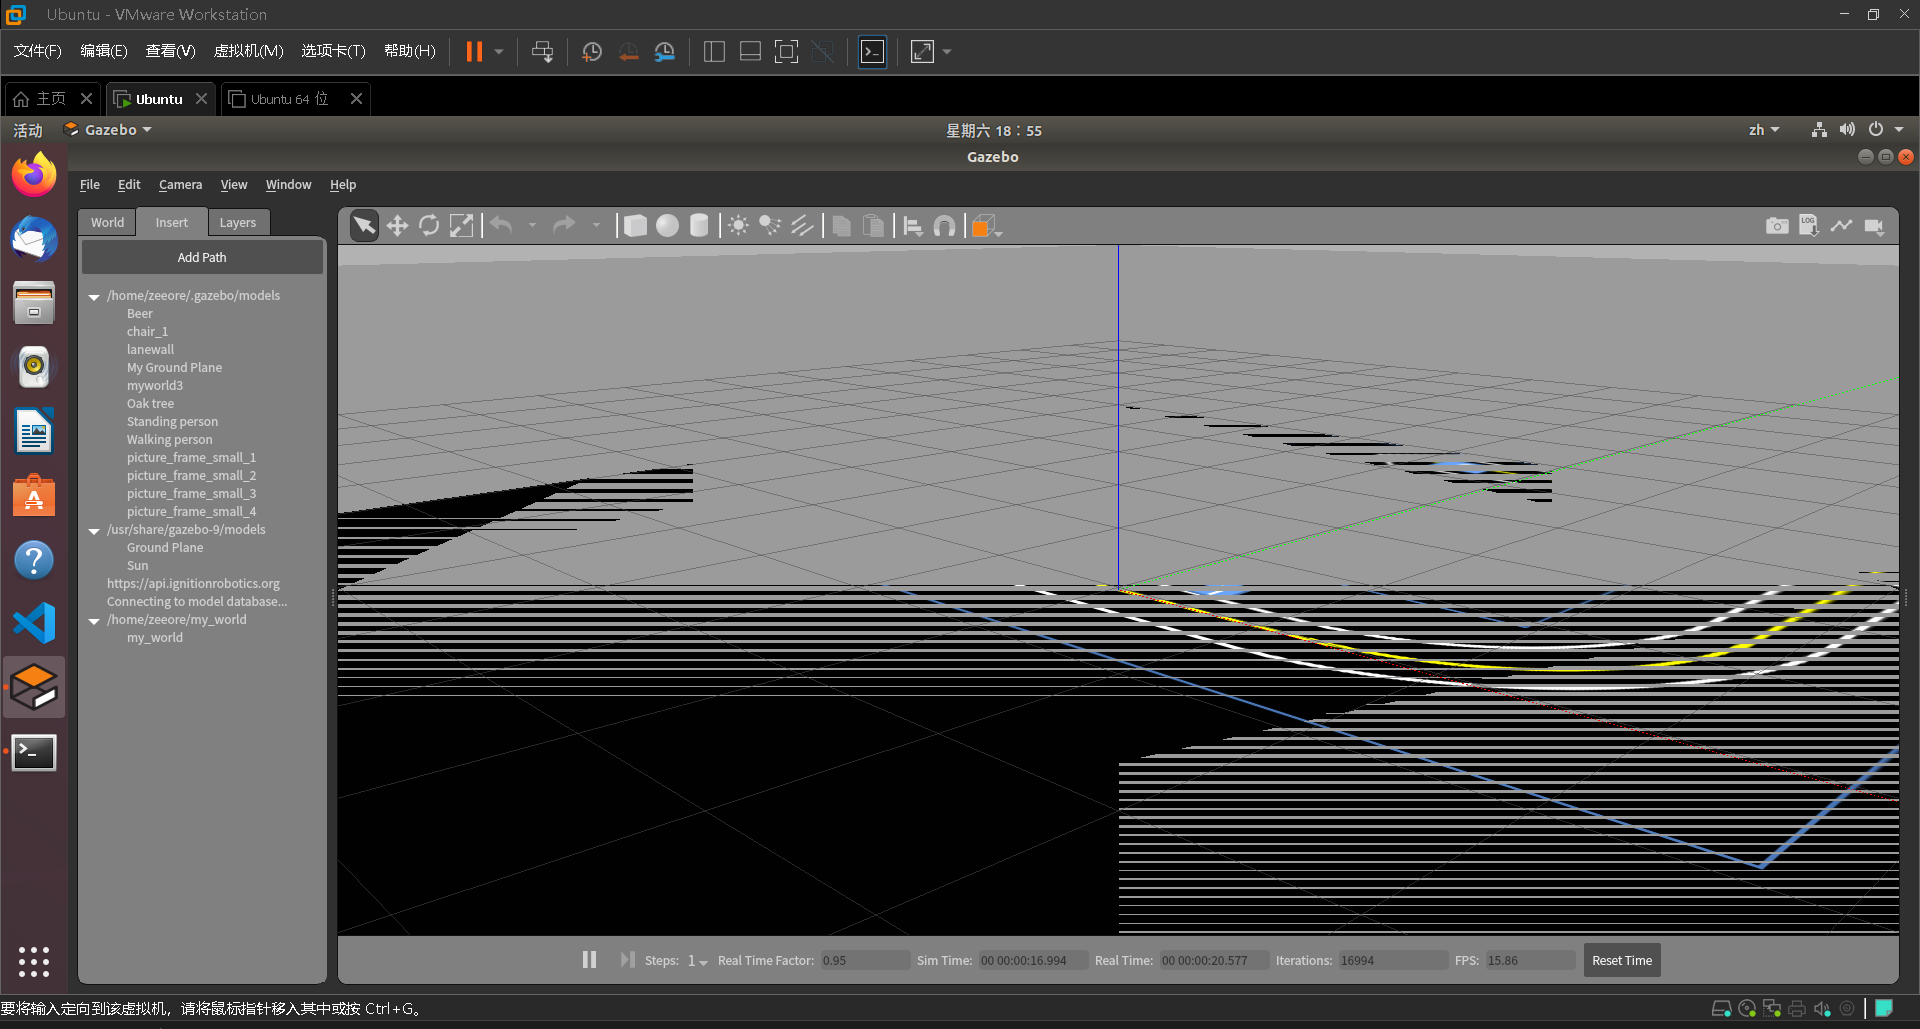 Ubuntu - VMware Workstation
文件(F) 编辑(E) 查看(V) 虚拟机(M) 选项卡(T) 帮助(H)
主页 Ubuntu Ubuntu 64 位
活动 Gazebo 星期六 18：55 zh
Gazebo
File Edit Camera View Window Help
World Insert Layers
LOG
Add Path
/home/zeeore/.gazebo/models
Beer
chair_1
lanewall
My Ground Plane
myworld3
Oak tree
Standing person
Walking person
picture_frame_small_1
picture_frame_small_2
picture_frame_small_3
picture_frame_small_4
/usr/share/gazebo-9/models
Ground Plane
Sun
https://api.ignitionrobotics.org
Connecting to model database...
/home/zeeore/my_world
my_world
Steps: 1 Real Time Factor: 0.95 Sim Time: 00 00:00:16.994 Real Time: 00 00:00:20.577 Iterations: 16994 FPS: 15.86 Reset Time
要将输入定向到该虚拟机，请将鼠标指针移入其中或按 Ctrl+G。